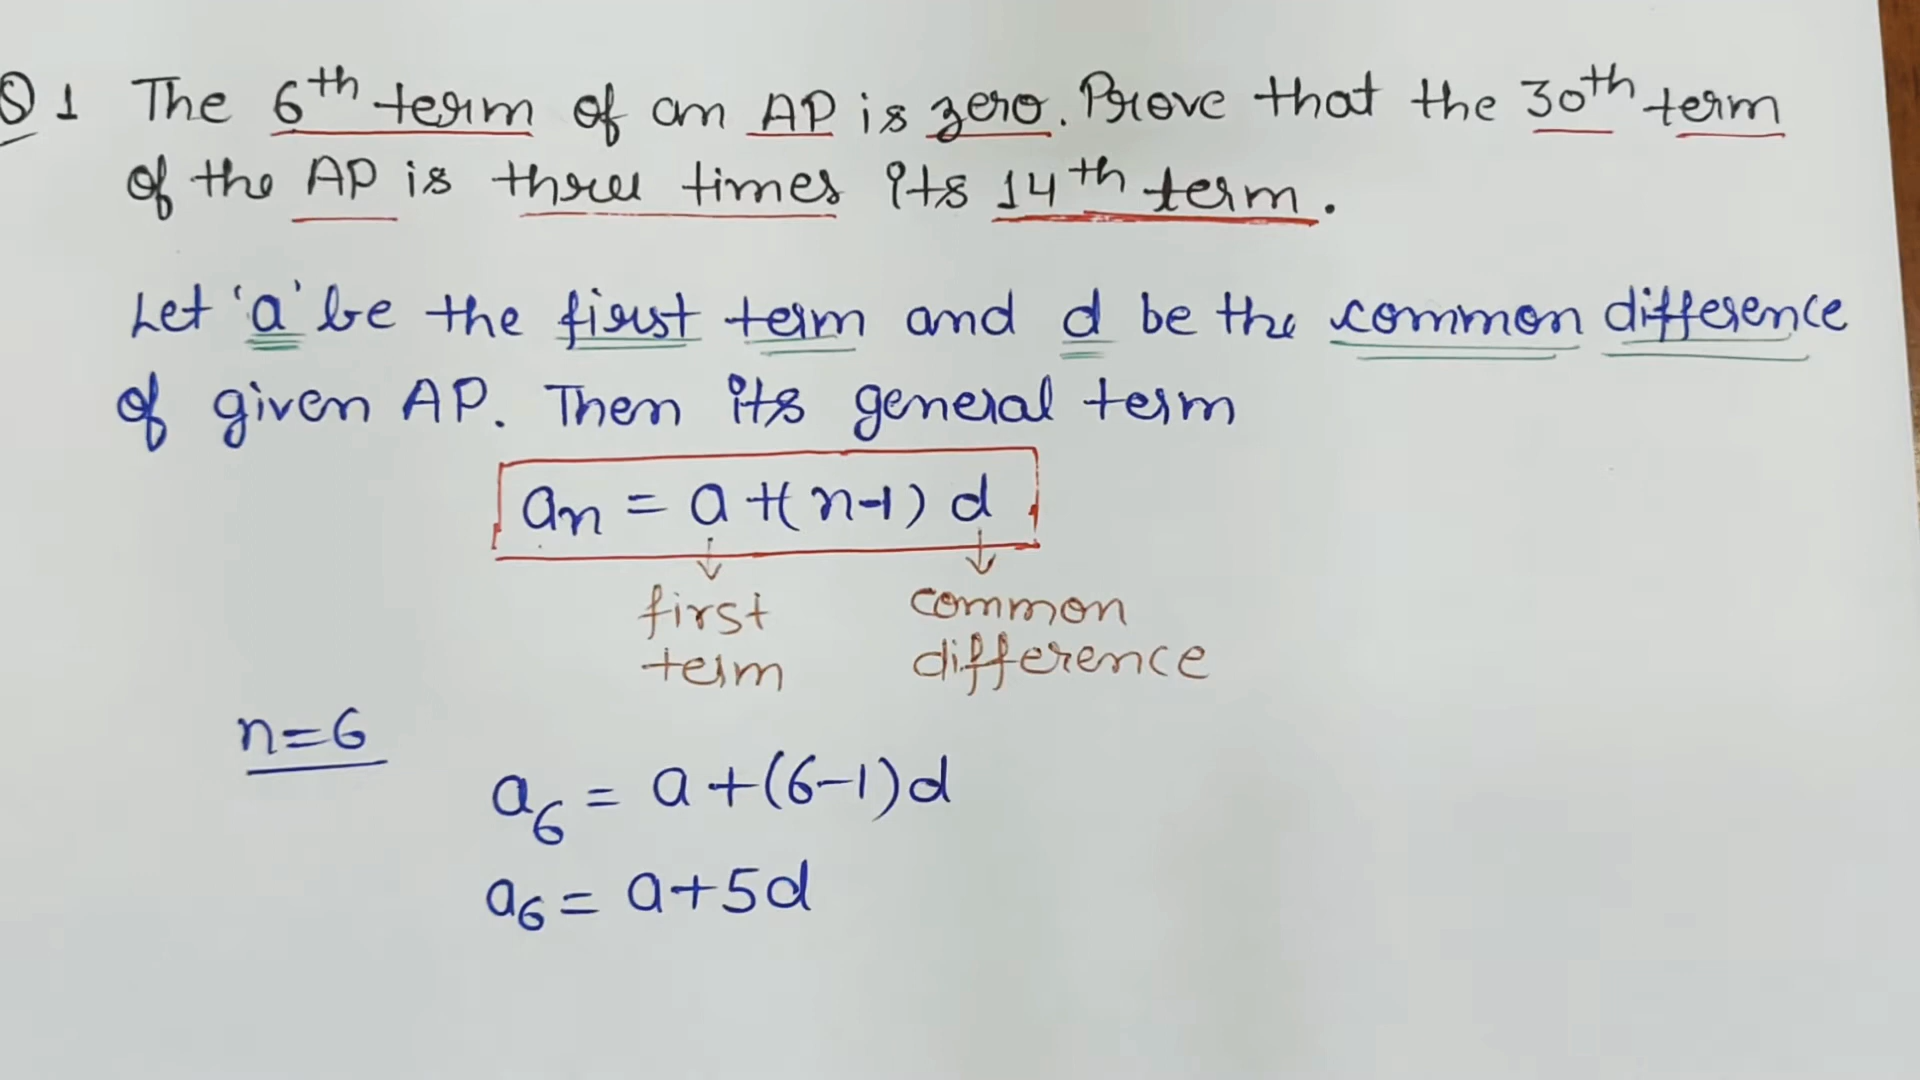 Q 1 The 6th term of an AP is zero. Prove that the 30th term
of the AP is three times its 14th term.
Let 'a' be the first term and d be the common difference
of given AP. Then its general term
an = a +(n-1) d
first common
term difference
n=6
a6 = a+(6-1)d
a6 = a+5d